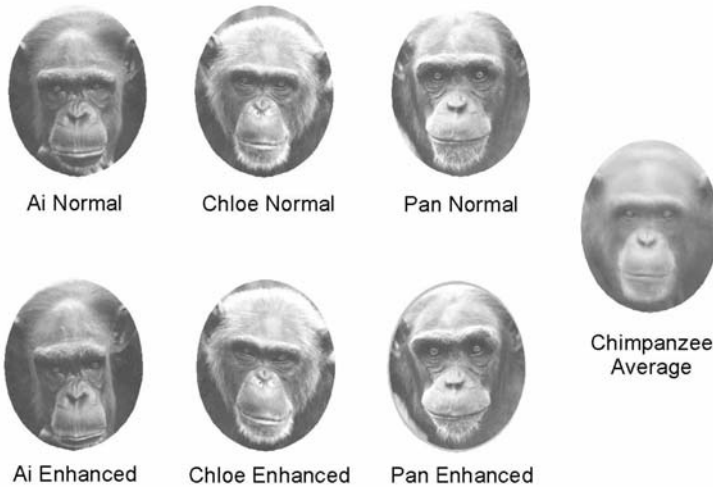 Ai Normal
Chloe Normal
Pan Normal
Chimpanzee
Average
Ai Enhanced
Chloe Enhanced
Pan Enhanced